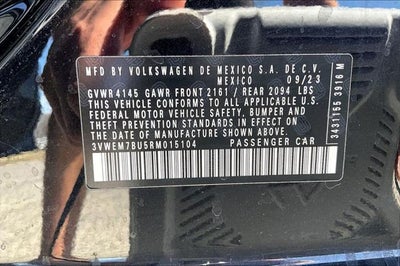 MFD BY VOLKSWAGEN DE MEXICO S.A. DE C.V.
MEXICO 09/23
GVWR 4145 GAWR FRONT 2161 / REAR 2094 LBS
THIS VEHICLE CONFORMS TO ALL APPLICABLE U.S.
FEDERAL MOTOR VEHICLE SAFETY, BUMPER AND
THEFT PREVENTION STANDARDS IN EFFECT ON THE
DATE OF MANUFACTURE SHOWN ABOVE.
3VWEM7BU5RM015104 PASSENGER CAR
3431155 3916 M